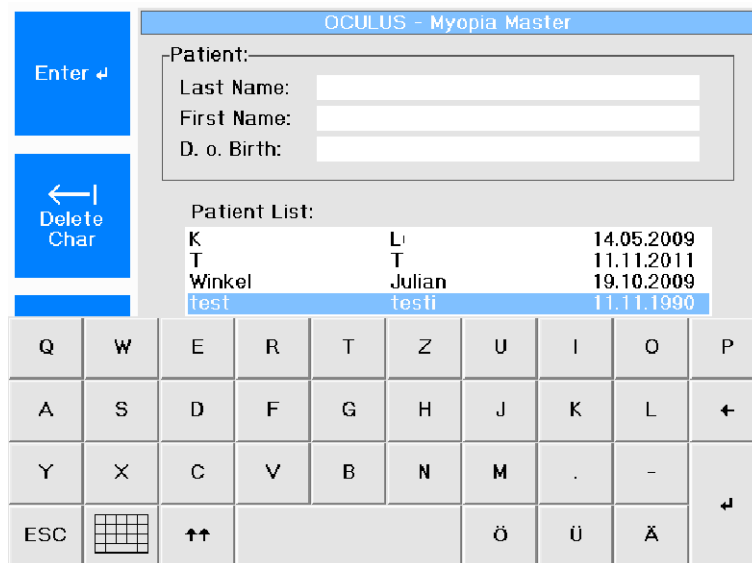 OCULUS - Myopia Master
Enter ↵
Patient:
Last Name:
First Name:
D. o. Birth:
Delete
Char
Patient List:
K 14.05.2009
T T 11.11.2011
Winkel Julian 19.10.2009
test testi 11.11.1990
Q W E R T Z U I O P
A S D F G H J K L ←
Y X C V B N M . - ↵
ESC ↑↑ Ö Ü Ä